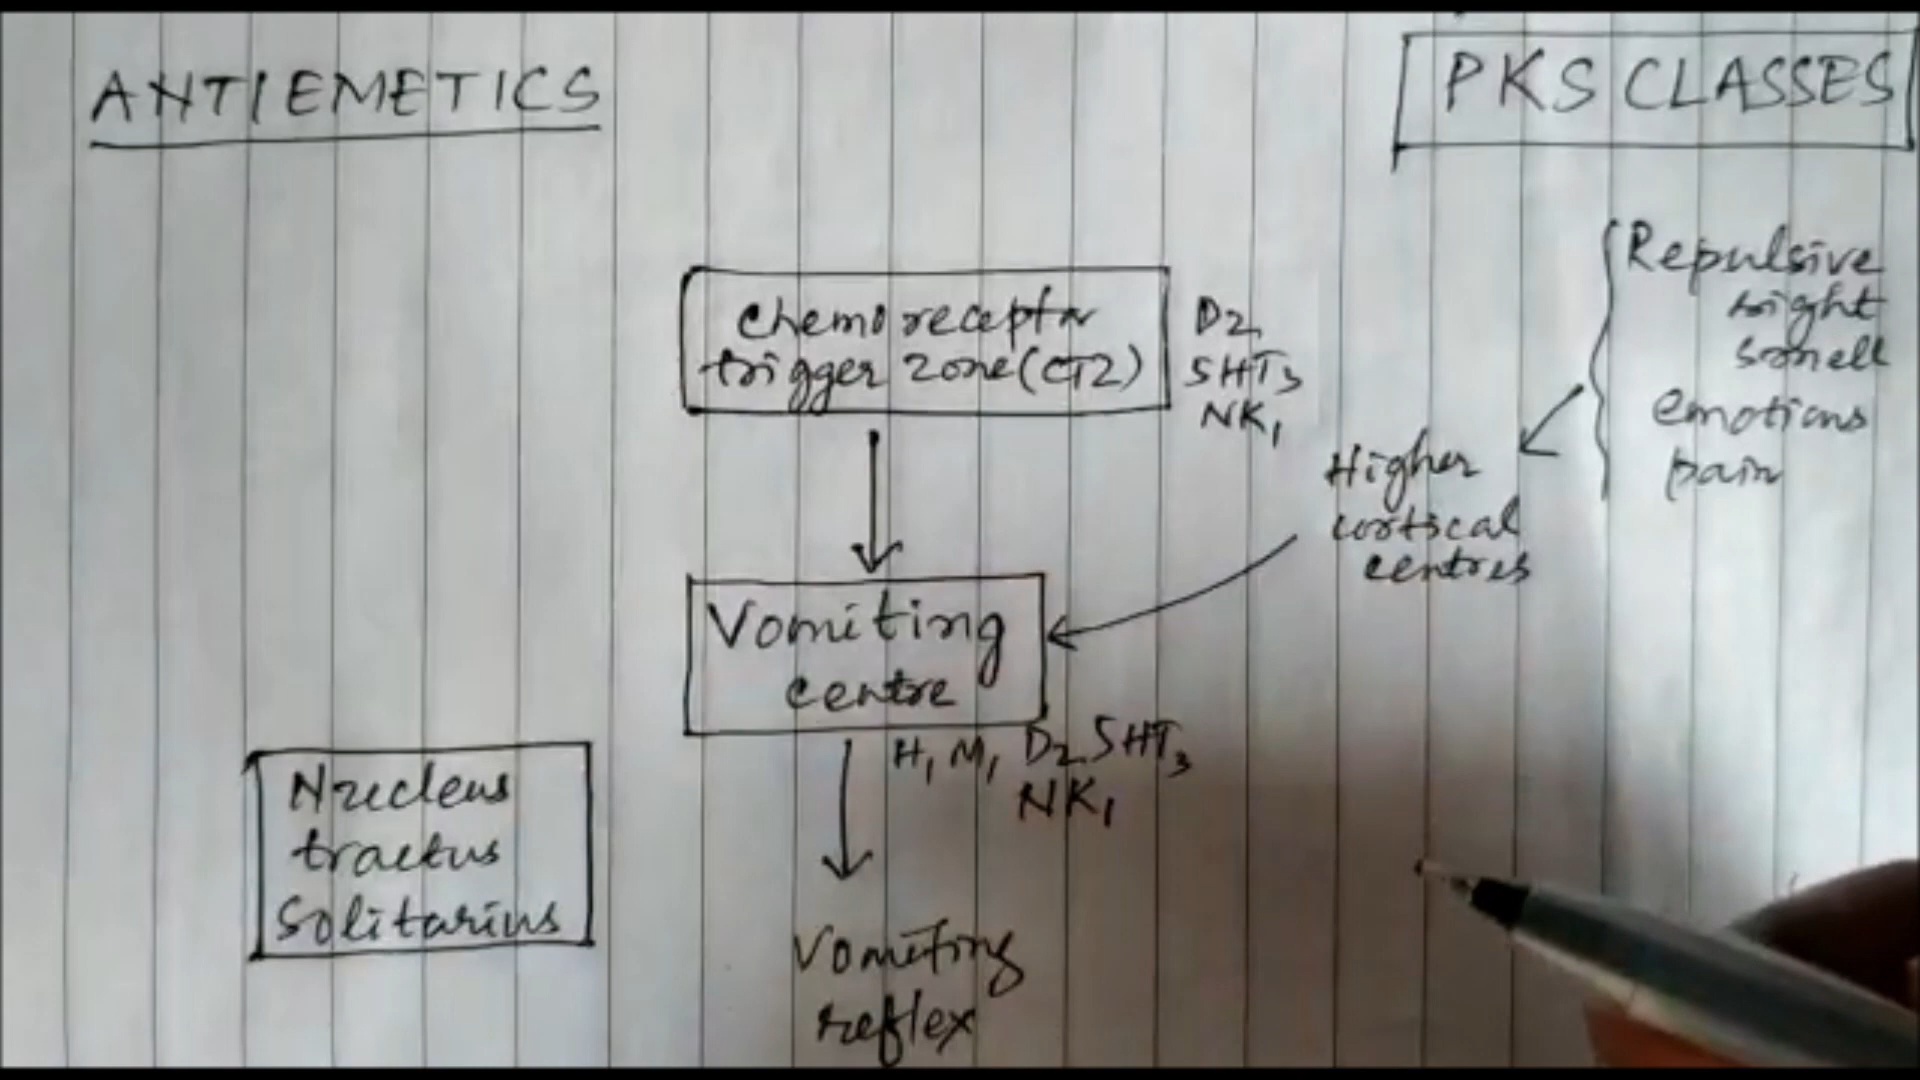 ANTIEMETICS
PKS CLASSES
Repulsive
sight
smell
emotions
pain
Chemoreceptor
trigger zone (CTZ)
D2
5HT3
NK1
Higher
cortical
centres
Vomiting
centre
H1 M1 D2 5HT3
NK1
Nucleus
tractus
Solitarius
Vomiting
reflex